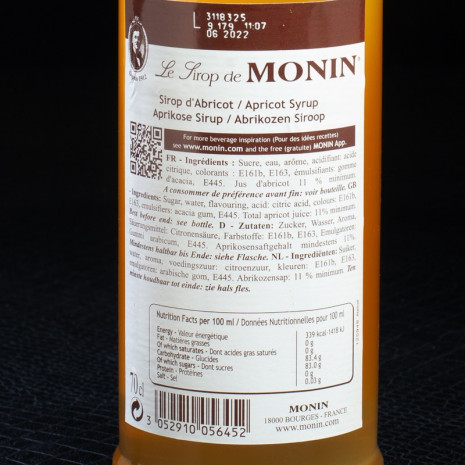 L 3118325
9 179 11:07
06 2022
Le Sirop de MONIN
Sirop d'Abricot / Apricot Syrup
Aprikose Sirup / Abrikozen Siroop
For more beverage inspiration (Pour des idées recettes)
see www.monin.com and the free (gratuite) MONIN App.
FR - Ingrédients : Sucre, eau, arôme, acidifiant: acide
citrique, colorants : E161b, E163, émulsifiants: gomme
d'acacia, E445. Jus d'abricot 11 % minimum.
A consommer de préférence avant fin: voir bouteille. GB
- Ingredients: Sugar, water, flavouring, acid: citric acid, colours: E161b,
E163, emulsifiers: acacia gum, E445. Total apricot juice: 11% minimum.
Best before end: see bottle. D - Zutaten: Zucker, Wasser, Aroma,
Säuerungsmittel: Citronensäure, Farbstoffe: E161b, E163, Emulgatoren:
Gummi arabicum, E445. Aprikosensaftgehalt mindestens 11%.
Mindestens haltbar bis Ende: siehe Flasche. NL - Ingrediënten: Suiker,
water, aroma, voedingszuur: citroenzuur, kleuren: E161b, E163,
emulgatoren: arabische gom, E445. Abrikozensap: 11 % minimum. Ten
minste houdbaar tot einde: zie hals fles.
Nutrition Facts per 100 ml / Données Nutritionnelles pour 100 ml
Energy - Valeur énergétique 339 kcal-1418 kJ
Fat - Matières grasses 0 g
Of which saturates - Dont acides gras saturés 0 g
Carbohydrate - Glucides 83.4 g
Of which sugars - Dont sucres 83.0 g
Protein - Protéines 0 g
Salt - Sel 0.03 g
70 cl
3 052910 056452
MONIN
18000 BOURGES - FRANCE
www.monin.com